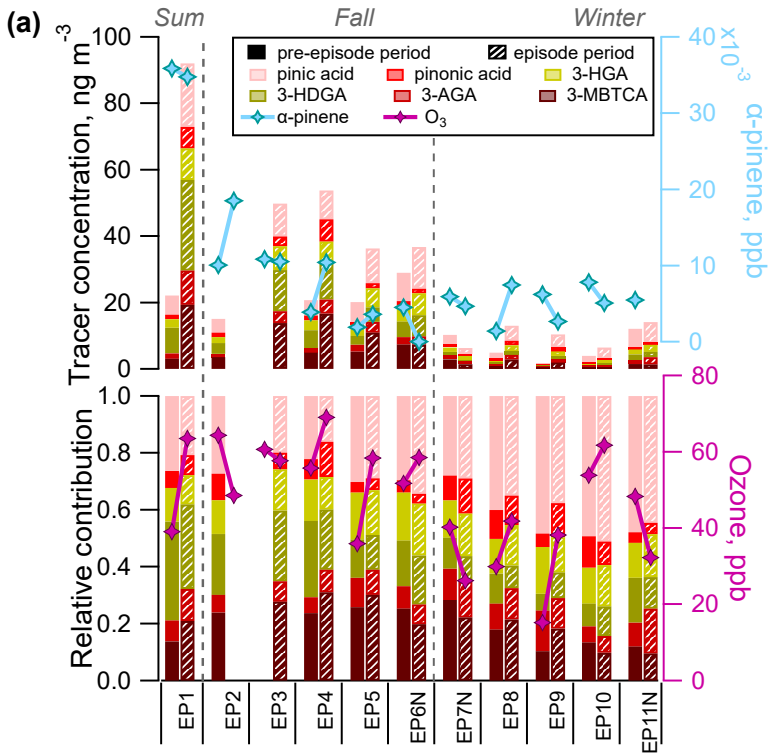 (a)
Sum Fall Winter
pre-episode period episode period
pinic acid pinonic acid 3-HGA
3-HDGA 3-AGA 3-MBTCA
α-pinene O3
Tracer concentration, ng m-3
100
80
60
40
20
0
x10-3 α-pinene, ppb
40
30
20
10
0
Relative contribution
1.0
0.8
0.6
0.4
0.2
0.0
Ozone, ppb
80
60
40
20
0
EP1 EP2 EP3 EP4 EP5 EP6N EP7N EP8 EP9 EP10 EP11N